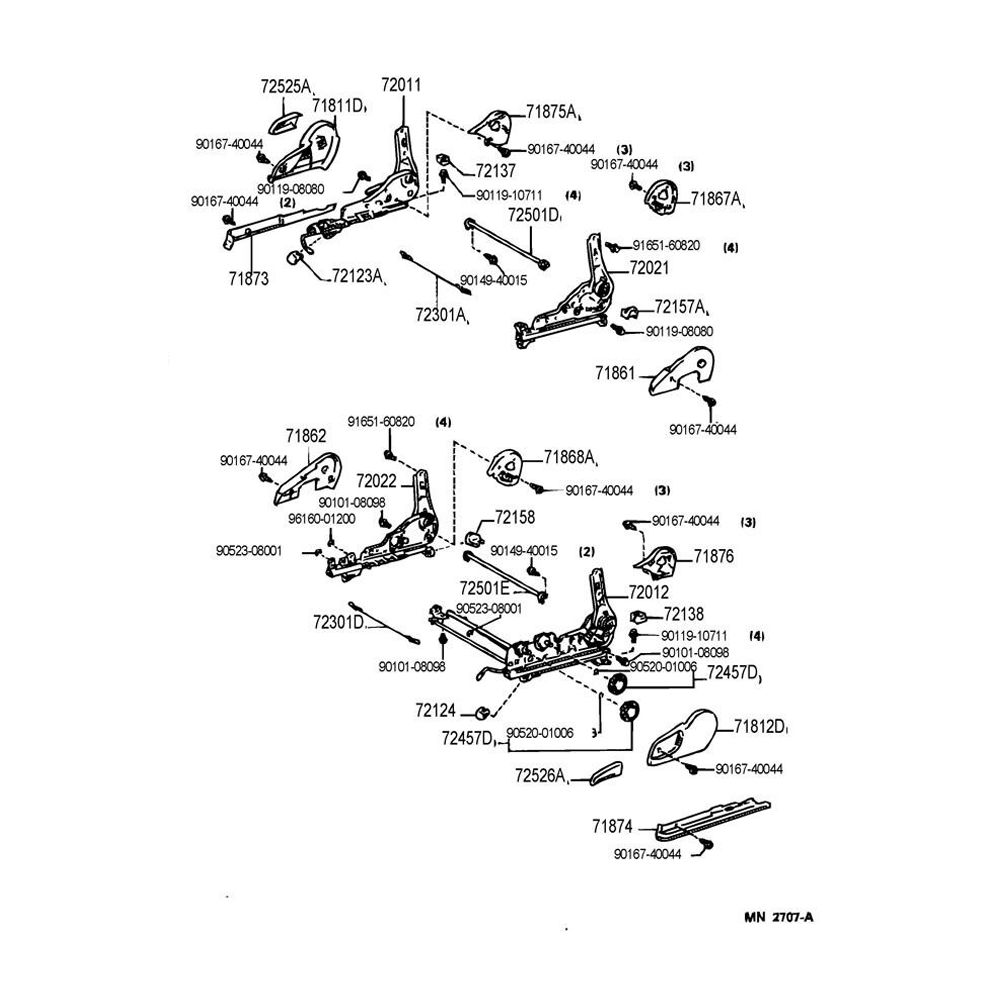 72525A
72011
71811D
71875A
90167-40044
90167-40044 (3)
72137
90167-40044 (3)
90119-08080
90119-10711 (4)
90167-40044 (2)
72501D
71867A
91651-60820 (4)
72021
71873
72123A
90149-40015
72301A
72157A
90119-08080
71861
90167-40044
91651-60820 (4)
71862
90167-40044
71868A
72022
90167-40044 (3)
90101-08098
96160-01200
72158
90167-40044 (3)
90523-08001
90149-40015 (2)
71876
72501E
72012
90523-08001
72301D
72138
90119-10711 (4)
90101-08098
90101-08098
90520-01006
72457D
72124
90520-01006
72457D
71812D
72526A
90167-40044
71874
90167-40044
MN 2707-A